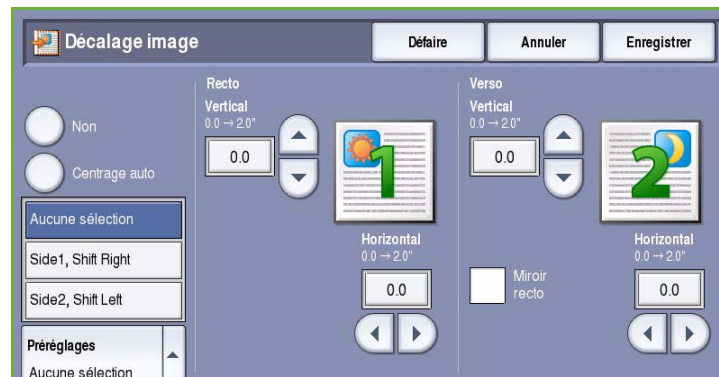 Décalage image
Défaire
Annuler
Enregistrer
Non
Centrage auto
Aucune sélection
Side1, Shift Right
Side2, Shift Left
Préréglages
Aucune sélection
Recto
Vertical
0.0 → 2.0"
0.0
1
Horizontal
0.0 → 2.0"
0.0
Verso
Vertical
0.0 → 2.0"
0.0
2
Miroir
recto
Horizontal
0.0 → 2.0"
0.0